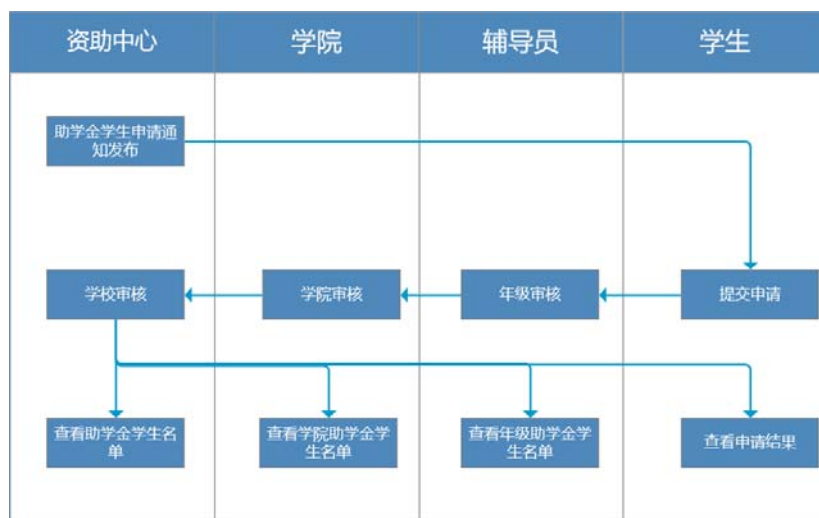 资助中心
学院
辅导员
学生
助学金学生申请通
知发布
学校审核
学院审核
年级审核
提交申请
查看助学金学生名
单
查看学院助学金学
生名单
查看年级助学金学
生名单
查看申请结果